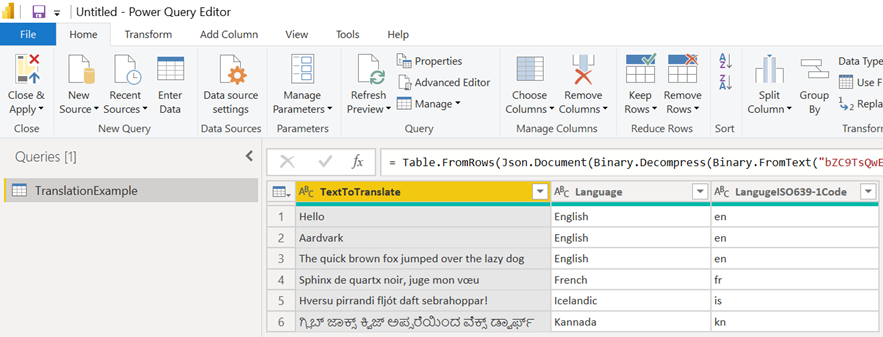 Untitled - Power Query Editor
File Home Transform Add Column View Tools Help
Close & Apply
New Source
Recent Sources
Enter Data
Data source settings
Manage Parameters
Refresh Preview
Properties
Advanced Editor
Manage
Choose Columns
Remove Columns
Keep Rows
Remove Rows
Split Column
Group By
Data Type
Use F
Repla
Close New Query Data Sources Parameters Query Manage Columns Reduce Rows Sort Transform
Queries [1]
= Table.FromRows(Json.Document(Binary.Decompress(Binary.FromText("bZC9TsQwE
TranslationExample
TextToTranslate Language LangugeISO639-1Code
1 Hello English en
2 Aardvark English en
3 The quick brown fox jumped over the lazy dog English en
4 Sphinx de quartx noir, juge mon vœu French fr
5 Hversu pirrandi fljót daft sebrahoppar! Icelandic is
6 ಗ್ಲಿಬ್ ಜಾಕ್ಸ್ ಕ್ವಿಜ್ ಅಪ್ಸರೆಯಿಂದ ವೆಕ್ಸ್ ಡ್ವಾರ್ಫ್ Kannada kn